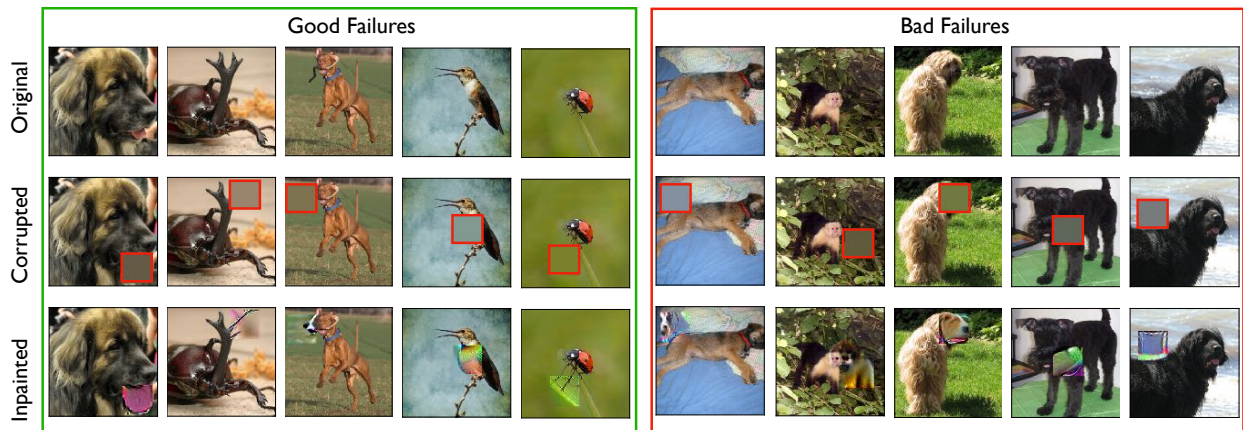 Good Failures
Bad Failures
Original
Corrupted
Inpainted